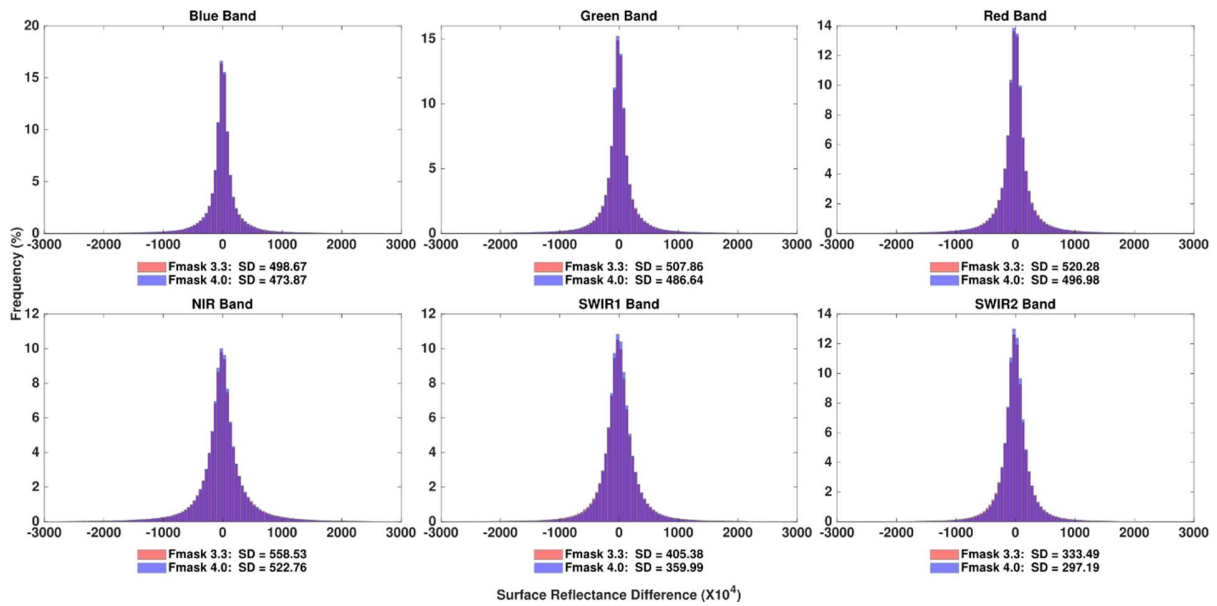 Blue Band
Green Band
Red Band
20
15
10
5
0
-3000 -2000 -1000 0 1000 2000 3000
15
10
5
0
-3000 -2000 -1000 0 1000 2000 3000
14
12
10
8
6
4
2
0
-3000 -2000 -1000 0 1000 2000 3000
Fmask 3.3: SD = 498.67
Fmask 4.0: SD = 473.87
Fmask 3.3: SD = 507.86
Fmask 4.0: SD = 486.64
Fmask 3.3: SD = 520.28
Fmask 4.0: SD = 496.98
Frequency (%)
NIR Band
SWIR1 Band
SWIR2 Band
12
10
8
6
4
2
0
-3000 -2000 -1000 0 1000 2000 3000
12
10
8
6
4
2
0
-3000 -2000 -1000 0 1000 2000 3000
14
12
10
8
6
4
2
0
-3000 -2000 -1000 0 1000 2000 3000
Fmask 3.3: SD = 558.53
Fmask 4.0: SD = 522.76
Fmask 3.3: SD = 405.38
Fmask 4.0: SD = 359.99
Fmask 3.3: SD = 333.49
Fmask 4.0: SD = 297.19
Surface Reflectance Difference (X10⁴)